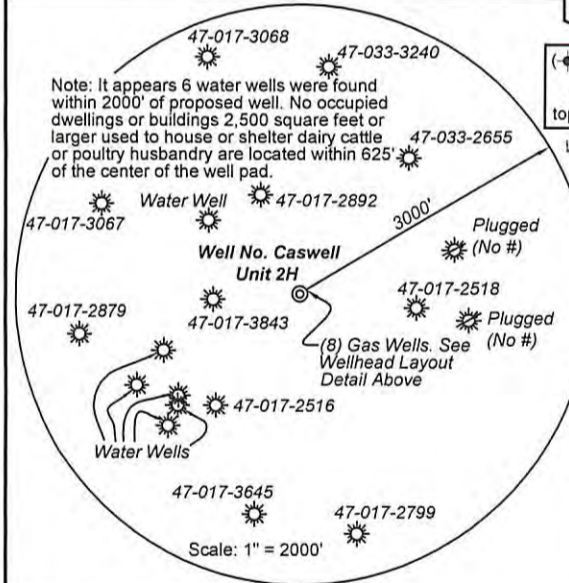 47-017-3068
47-033-3240
Note: It appears 6 water wells were found
within 2000' of proposed well. No occupied
dwellings or buildings 2,500 square feet or
larger used to house or shelter dairy cattle
or poultry husbandry are located within 625'
of the center of the well pad.
47-033-2655
Water Well
47-017-2892
47-017-3067
3000'
Plugged
(No #)
Well No. Caswell
Unit 2H
47-017-2518
47-017-2879
47-017-3843
Plugged
(No #)
(8) Gas Wells. See
Wellhead Layout
Detail Above
47-017-2516
Water Wells
47-017-3645
47-017-2799
Scale: 1" = 2000'